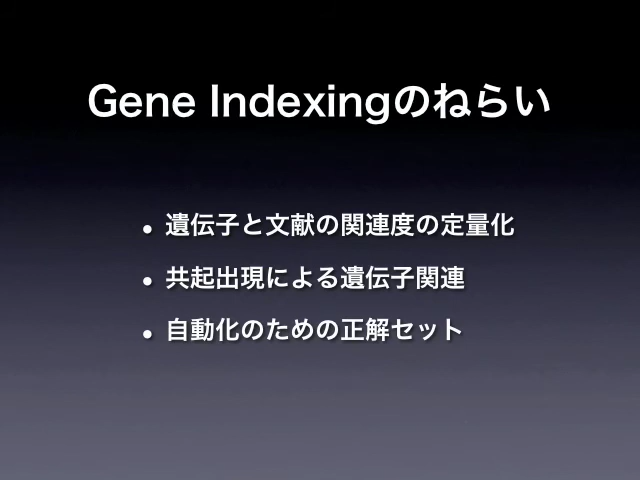 Gene Indexingのねらい
• 遺伝子と文献の関連度の定量化
• 共起出現による遺伝子関連
• 自動化のための正解セット